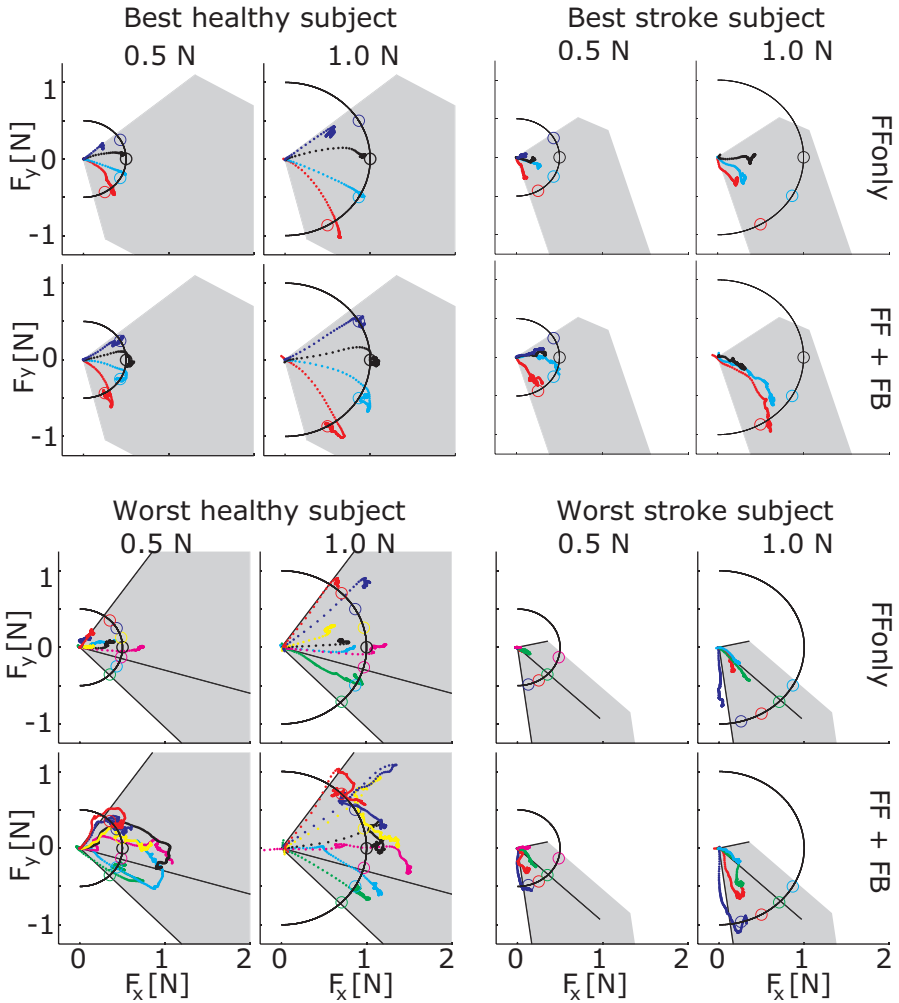 Best healthy subject
Best stroke subject
0.5 N
1.0 N
0.5 N
1.0 N
1
0
-1
F_y [N]
FFonly
1
0
-1
F_y [N]
FF + FB
Worst healthy subject
Worst stroke subject
0.5 N
1.0 N
0.5 N
1.0 N
1
0
-1
F_y [N]
FFonly
1
0
-1
F_y [N]
FF + FB
0 1 2
0 1 2
0 1 2
0 1 2
F_x [N]
F_x [N]
F_x [N]
F_x [N]